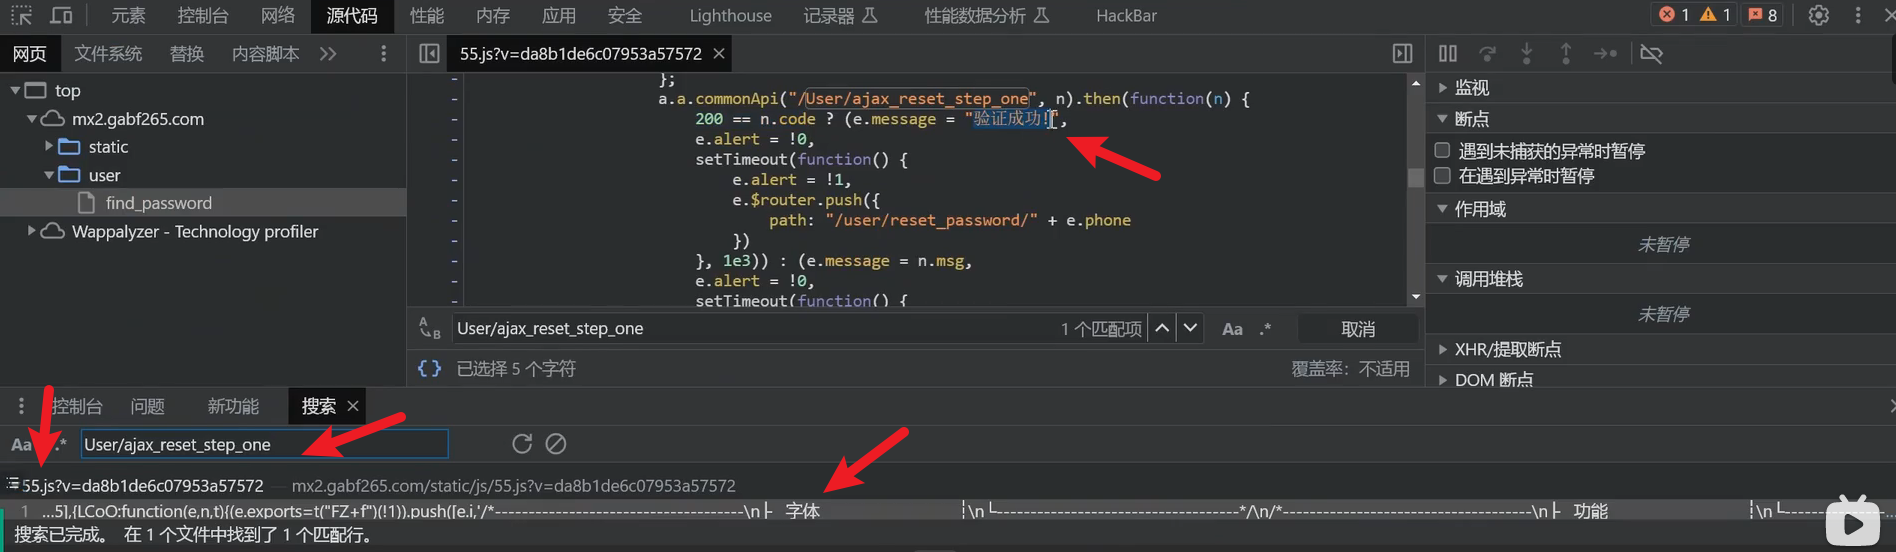 元素 控制台 网络 源代码 性能 内存 应用 安全 Lighthouse 记录器 性能数据分析 HackBar 1 1 8
网页 文件系统 替换 内容脚本
55.js?v=da8b1de6c07953a57572
top
mx2.gabf265.com
static
user
find_password
Wappalyzer - Technology profiler
};
a.a.commonApi("/User/ajax_reset_step_one", n).then(function(n) {
200 == n.code ? (e.message = "验证成功!",
e.alert = !0,
setTimeout(function() {
e.alert = !1,
e.$router.push({
path: "/user/reset_password/" + e.phone
})
}, 1e3)) : (e.message = n.msg,
e.alert = !0,
setTimeout(function() {
User/ajax_reset_step_one 1 个匹配项 Aa .* 取消
{} 已选择 5 个字符 覆盖率：不适用
监视
断点
遇到未捕获的异常时暂停
在遇到异常时暂停
作用域
未暂停
调用堆栈
未暂停
XHR/提取断点
DOM 断点
控制台 问题 新功能 搜索
Aa .* User/ajax_reset_step_one
55.js?v=da8b1de6c07953a57572 — mx2.gabf265.com/static/js/55.js?v=da8b1de6c07953a57572
1 ...5],{LCoO:function(e,n,t){(e.exports=t("FZ+f")(!1)).push([e.i,'/*-----------------------------------\n├ 字体 ┆\n└-----------------------------------*/\n/*-----------------------------------\n├ 功能 ┆\n└-----------------...
搜索已完成。 在 1 个文件中找到了 1 个匹配行。